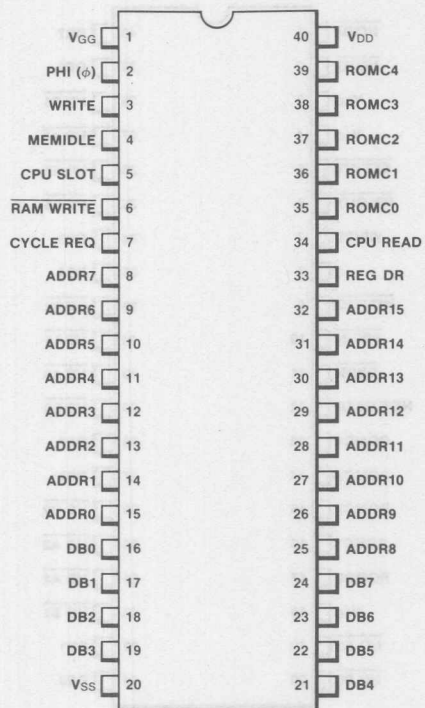 VGG 1 40 VDD
PHI (ϕ) 2 39 ROMC4
WRITE 3 38 ROMC3
MEMIDLE 4 37 ROMC2
CPU SLOT 5 36 ROMC1
RAM WRITE 6 35 ROMC0
CYCLE REQ 7 34 CPU READ
ADDR7 8 33 REG DR
ADDR6 9 32 ADDR15
ADDR5 10 31 ADDR14
ADDR4 11 30 ADDR13
ADDR3 12 29 ADDR12
ADDR2 13 28 ADDR11
ADDR1 14 27 ADDR10
ADDR0 15 26 ADDR9
DB0 16 25 ADDR8
DB1 17 24 DB7
DB2 18 23 DB6
DB3 19 22 DB5
VSS 20 21 DB4